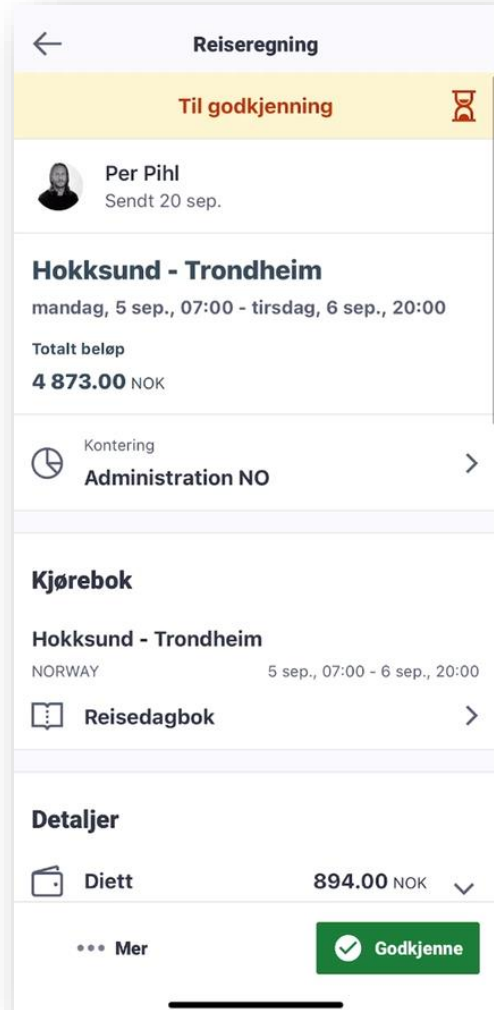 Reiseregning
Til godkjenning
Per Pihl
Sendt 20 sep.
Hokksund - Trondheim
mandag, 5 sep., 07:00 - tirsdag, 6 sep., 20:00
Totalt beløp
4 873.00 NOK
Kontering
Administration NO
Kjørebok
Hokksund - Trondheim
NORWAY 5 sep., 07:00 - 6 sep., 20:00
Reisedagbok
Detaljer
Diett 894.00 NOK
Mer Godkjenne